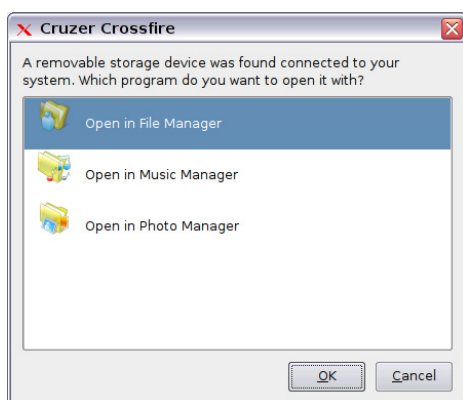 Cruzer Crossfire
A removable storage device was found connected to your
system. Which program do you want to open it with?
Open in File Manager
Open in Music Manager
Open in Photo Manager
OK Cancel